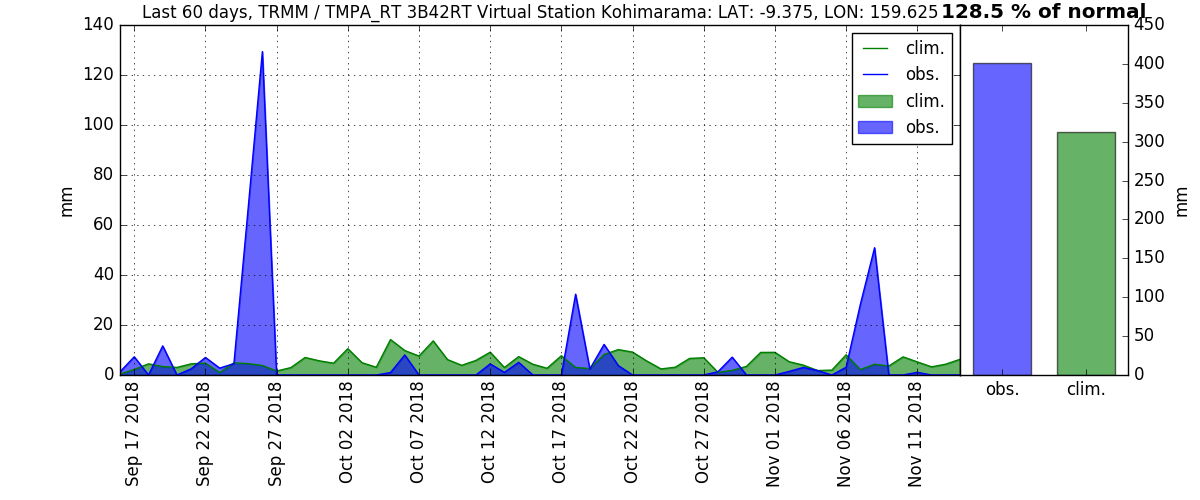 Last 60 days, TRMM / TMPA_RT 3B42RT Virtual Station Kohimarama: LAT: -9.375, LON: 159.625
128.5 % of normal
mm
140
120
100
80
60
40
20
0
clim.
obs.
clim.
obs.
Sep 17 2018
Sep 22 2018
Sep 27 2018
Oct 02 2018
Oct 07 2018
Oct 12 2018
Oct 17 2018
Oct 22 2018
Oct 27 2018
Nov 01 2018
Nov 06 2018
Nov 11 2018
450
400
350
300
250
200
150
100
50
0
mm
obs.
clim.